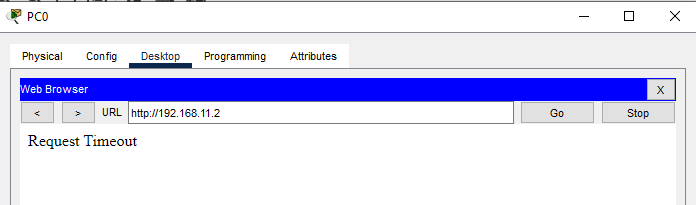 PC0
Physical Config Desktop Programming Attributes
Web Browser X
< > URL http://192.168.11.2 Go Stop
Request Timeout